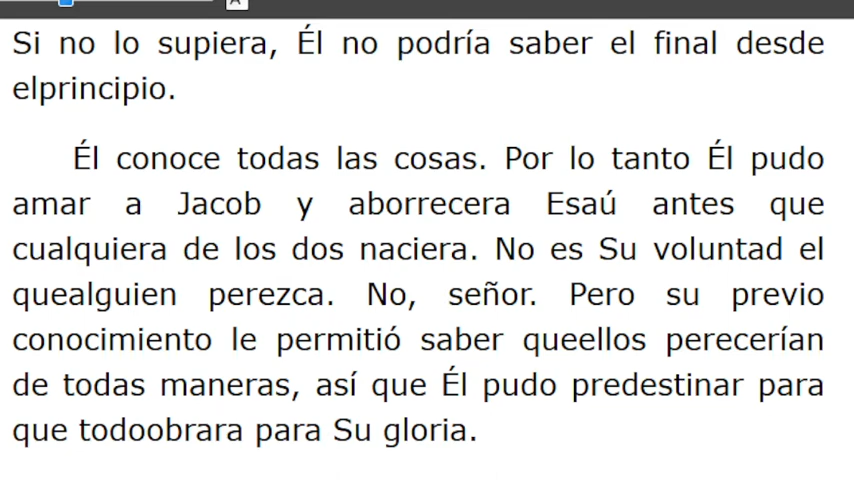 Si no lo supiera, Él no podría saber el final desde
elprincipio.
Él conoce todas las cosas. Por lo tanto Él pudo
amar a Jacob y aborrecera Esaú antes que
cualquiera de los dos naciera. No es Su voluntad el
quealguien perezca. No, señor. Pero su previo
conocimiento le permitió saber queellos perecerían
de todas maneras, así que Él pudo predestinar para
que todoobrara para Su gloria.